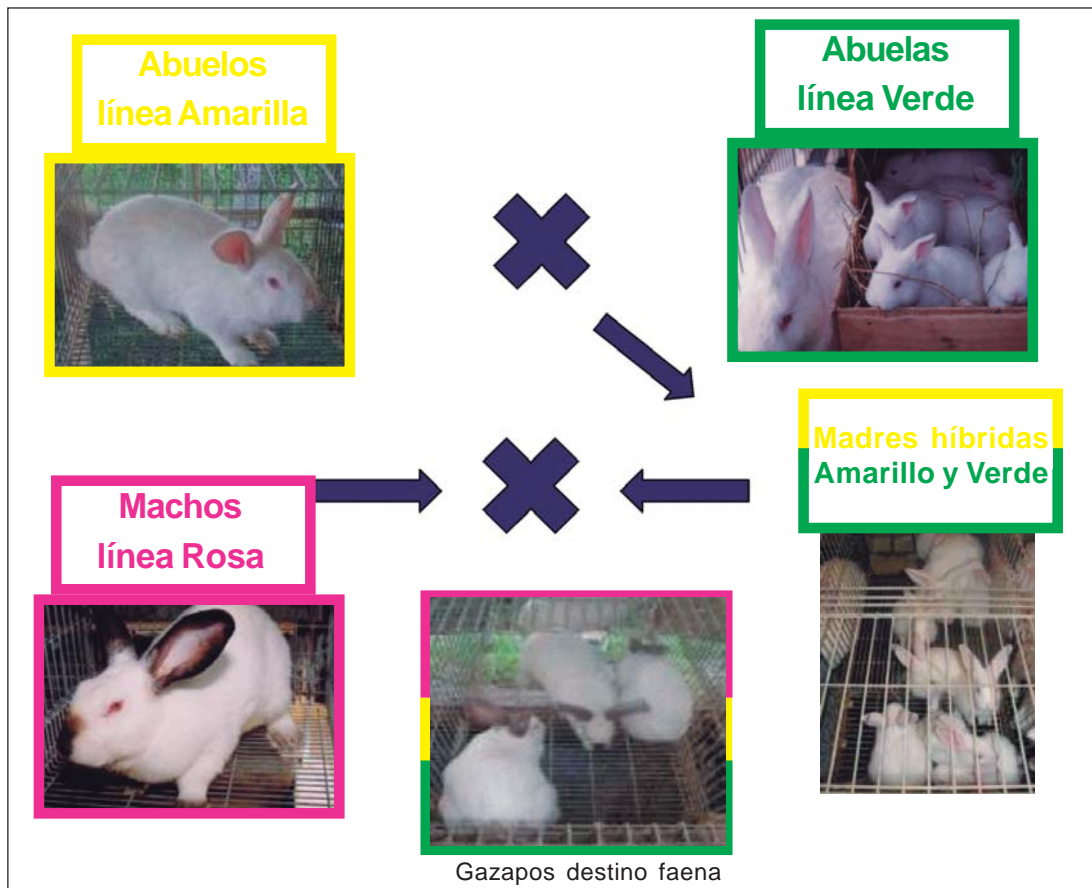 Abuelos
línea Amarilla
Abuelas
línea Verde
Madres híbridas
Amarillo y Verde
Machos
línea Rosa
Gazapos destino faena